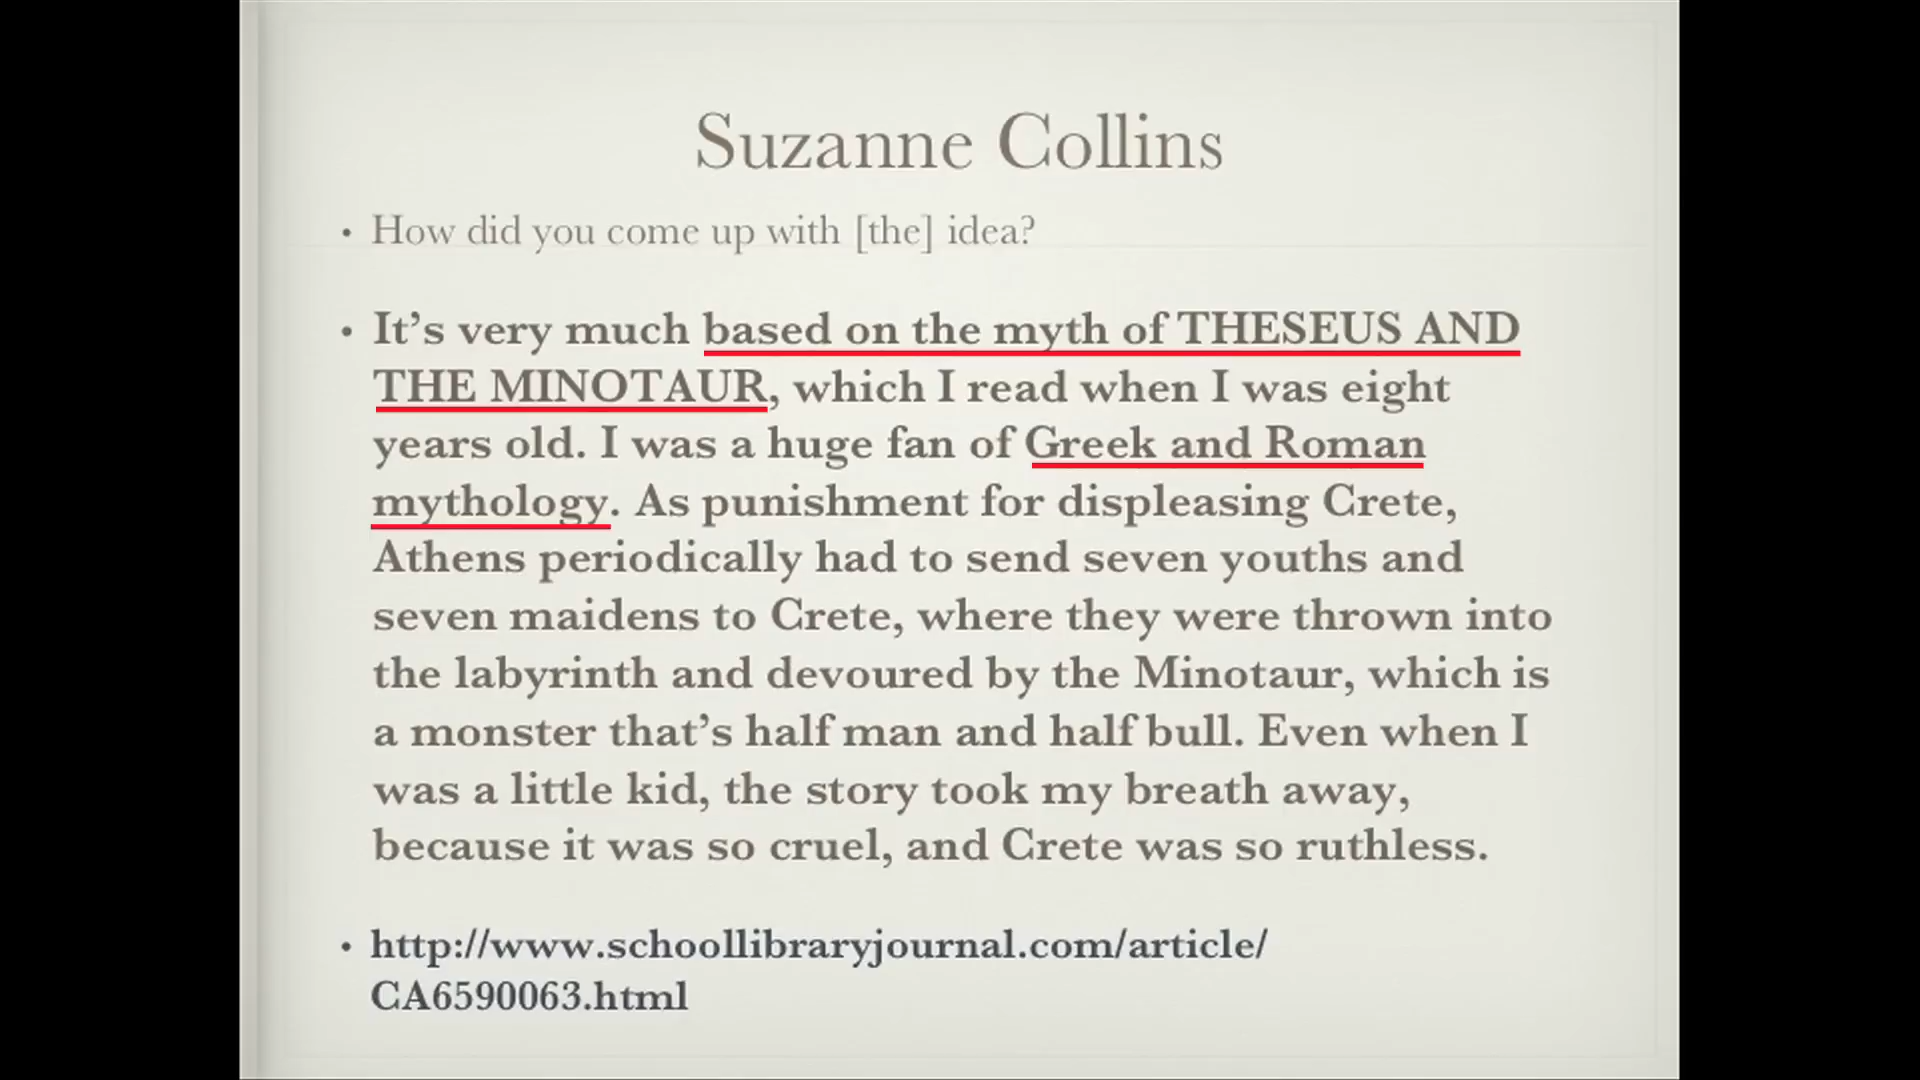 Suzanne Collins
• How did you come up with [the] idea?
• It’s very much based on the myth of THESEUS AND
THE MINOTAUR, which I read when I was eight
years old. I was a huge fan of Greek and Roman
mythology. As punishment for displeasing Crete,
Athens periodically had to send seven youths and
seven maidens to Crete, where they were thrown into
the labyrinth and devoured by the Minotaur, which is
a monster that’s half man and half bull. Even when I
was a little kid, the story took my breath away,
because it was so cruel, and Crete was so ruthless.
• http://www.schoollibraryjournal.com/article/
CA6590063.html